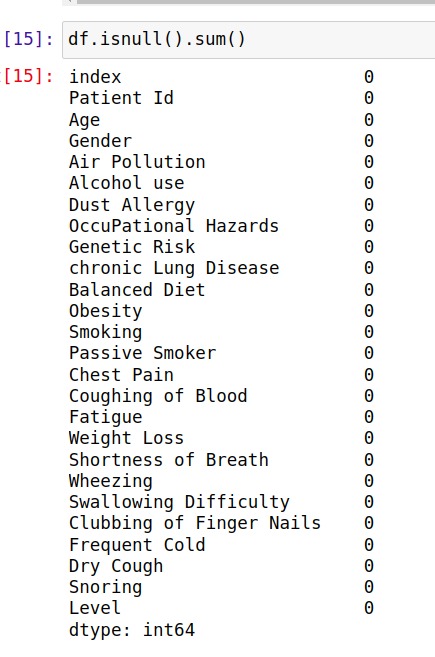 [15]: df.isnull().sum()
[15]: index 0
Patient Id 0
Age 0
Gender 0
Air Pollution 0
Alcohol use 0
Dust Allergy 0
OccuPational Hazards 0
Genetic Risk 0
chronic Lung Disease 0
Balanced Diet 0
Obesity 0
Smoking 0
Passive Smoker 0
Chest Pain 0
Coughing of Blood 0
Fatigue 0
Weight Loss 0
Shortness of Breath 0
Wheezing 0
Swallowing Difficulty 0
Clubbing of Finger Nails 0
Frequent Cold 0
Dry Cough 0
Snoring 0
Level 0
dtype: int64